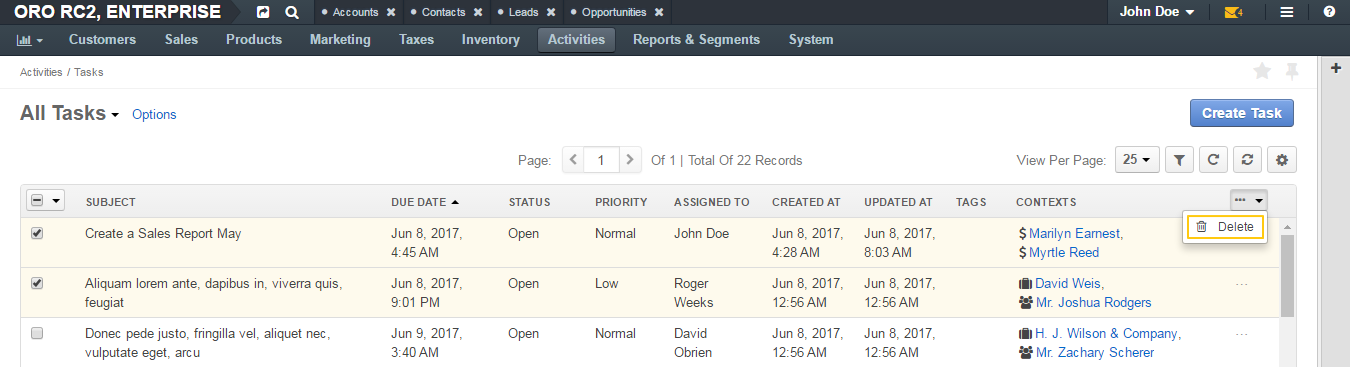 ORO RC2, ENTERPRISE • Accounts ✖ • Contacts ✖ • Leads ✖ • Opportunities ✖ John Doe 4
Customers Sales Products Marketing Taxes Inventory Activities Reports & Segments System
Activities / Tasks
All Tasks Options Create Task
Page: 1 Of 1 | Total Of 22 Records View Per Page: 25
SUBJECT DUE DATE STATUS PRIORITY ASSIGNED TO CREATED AT UPDATED AT TAGS CONTEXTS
Delete
Create a Sales Report May Jun 8, 2017, Open Normal John Doe Jun 8, 2017, Jun 8, 2017, $ Marilyn Earnest,
4:45 AM 4:28 AM 8:03 AM $ Myrtle Reed
Aliquam lorem ante, dapibus in, viverra quis, Jun 8, 2017, Open Low Roger Jun 8, 2017, Jun 8, 2017, David Weis, ...
feugiat 9:01 PM Weeks 12:56 AM 12:56 AM Mr. Joshua Rodgers
Donec pede justo, fringilla vel, aliquet nec, Jun 9, 2017, Open Normal David Jun 8, 2017, Jun 8, 2017, H. J. Wilson & Company, ...
vulputate eget, arcu 3:40 AM Obrien 12:56 AM 12:56 AM Mr. Zachary Scherer